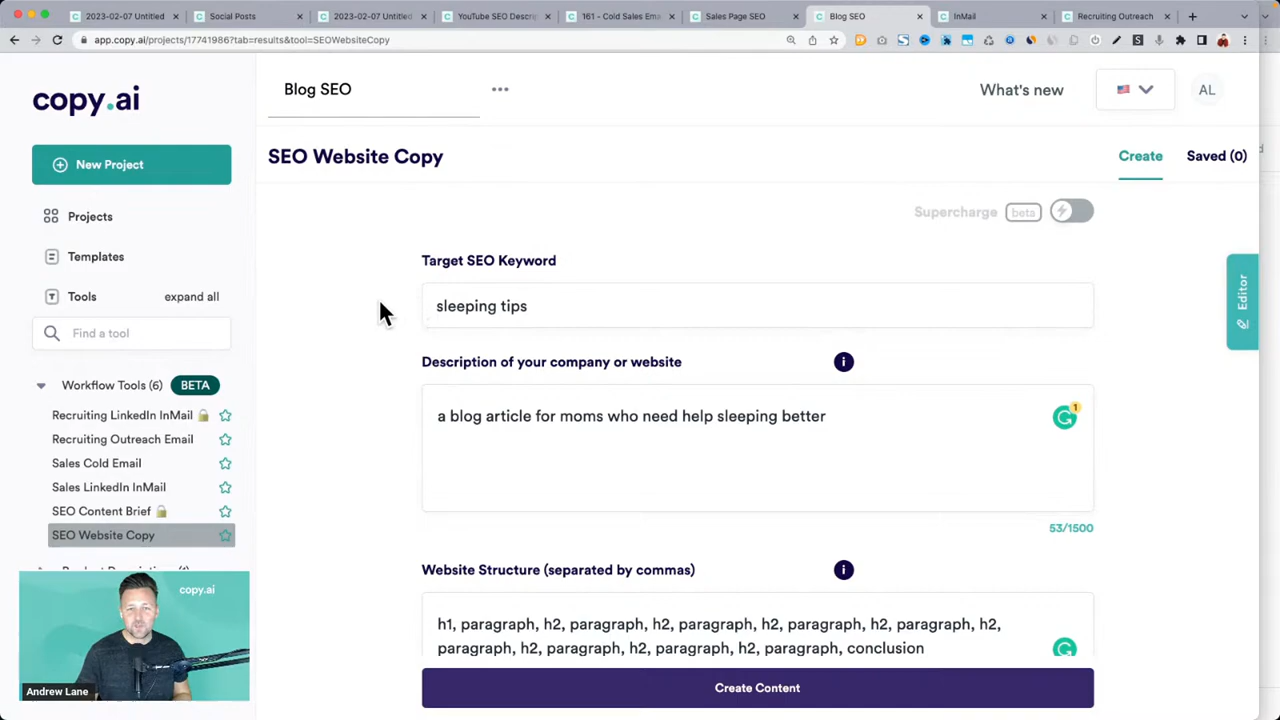 2023-02-07 Untitled
Social Posts
2023-02-07 Untitled
YouTube SEO Descri
161 - Cold Sales Ema
Sales Page SEO
Blog SEO
InMail
Recruiting Outreach
app.copy.ai/projects/17741986?tab=results&tool=SEOWebsiteCopy
copy.ai
Blog SEO
What's new
AL
New Project
SEO Website Copy
Create
Saved (0)
Projects
Supercharge beta
Templates
Target SEO Keyword
Tools
expand all
sleeping tips
Editor
Find a tool
Description of your company or website
Workflow Tools (6) BETA
Recruiting LinkedIn InMail
a blog article for moms who need help sleeping better
1
Recruiting Outreach Email
Sales Cold Email
Sales LinkedIn InMail
SEO Content Brief
53/1500
SEO Website Copy
Website Structure (separated by commas)
copy.ai
h1, paragraph, h2, paragraph, h2, paragraph, h2, paragraph, h2, paragraph, h2,
paragraph, h2, paragraph, h2, paragraph, h2, paragraph, conclusion
Create Content
Andrew Lane